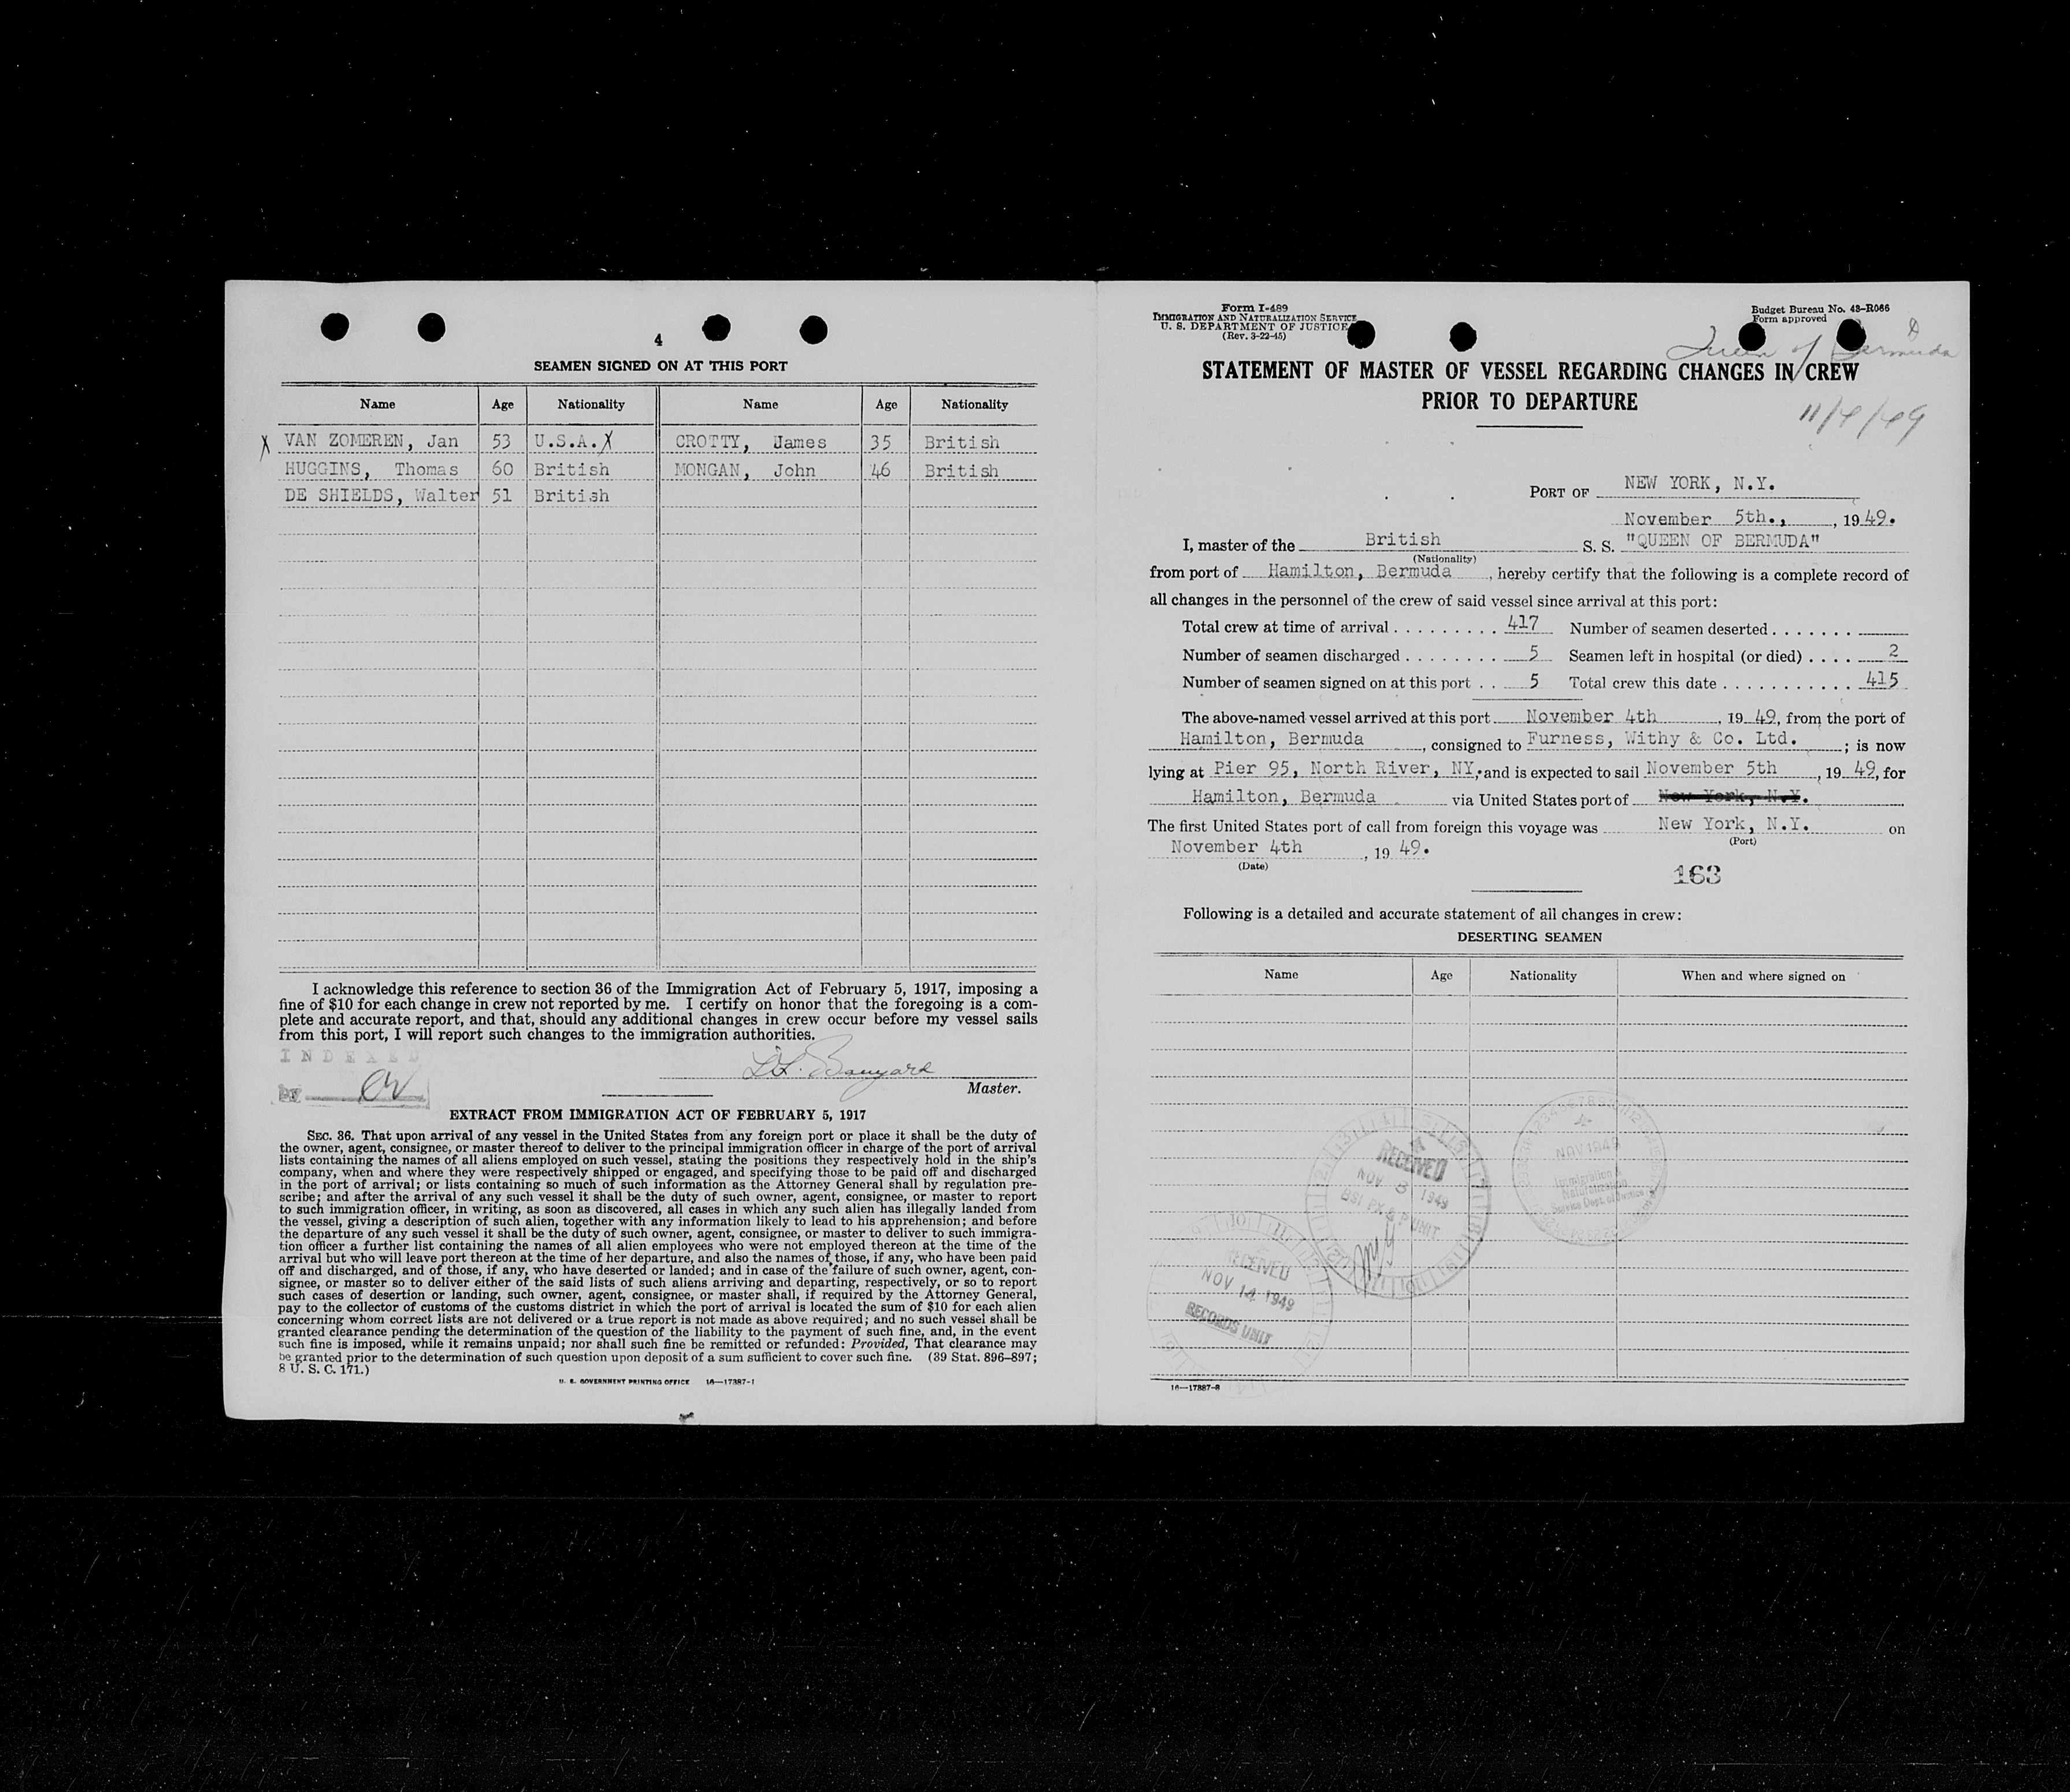 4
SEAMEN SIGNED ON AT THIS PORT
Name Age Nationality Name Age Nationality
X VAN ZOMEREN, Jan 53 U.S.A. X CROTTY, James 35 British
HUGGINS, Thomas 60 British MONGAN, John 46 British
DE SHIELDS, Walter 51 British
I acknowledge this reference to section 36 of the Immigration Act of February 5, 1917, imposing a
fine of $10 for each change in crew not reported by me. I certify on honor that the foregoing is a com-
plete and accurate report, and that, should any additional changes in crew occur before my vessel sails
from this port, I will report such changes to the immigration authorities.
INDEXED
by
Banyard
Master.
EXTRACT FROM IMMIGRATION ACT OF FEBRUARY 5, 1917
SEC. 36. That upon arrival of any vessel in the United States from any foreign port or place it shall be the duty of
the owner, agent, consignee, or master thereof to deliver to the principal immigration officer in charge of the port of arrival
lists containing the names of all aliens employed on such vessel, stating the positions they respectively hold in the ship's
company, when and where they were respectively shipped or engaged, and specifying those to be paid off and discharged
in the port of arrival; or lists containing so much of such information as the Attorney General shall by regulation pre-
scribe; and after the arrival of any such vessel it shall be the duty of such owner, agent, consignee, or master to report
to such immigration officer, in writing, as soon as discovered, all cases in which any such alien has illegally landed from
the vessel, giving a description of such alien, together with any information likely to lead to his apprehension; and before
the departure of any such vessel it shall be the duty of such owner, agent, consignee, or master to deliver to such immigra-
tion officer a further list containing the names of all alien employees who were not employed thereon at the time of the
arrival but who will leave port thereon at the time of her departure, and also the names of those, if any, who have been paid
off and discharged, and of those, if any, who have deserted or landed; and in case of the failure of such owner, agent, con-
signee, or master so to deliver either of the said lists of such aliens arriving and departing, respectively, or so to report
such cases of desertion or landing, such owner, agent, consignee, or master shall, if required by the Attorney General,
pay to the collector of customs of the customs district in which the port of arrival is located the sum of $10 for each alien
concerning whom correct lists are not delivered or a true report is not made as above required; and no such vessel shall be
granted clearance pending the determination of the question of the liability to the payment of such fine, and, in the event
such fine is imposed, while it remains unpaid; nor shall such fine be remitted or refunded: Provided, That clearance may
be granted prior to the determination of such question upon deposit of a sum sufficient to cover such fine. (39 Stat. 896–897;
8 U. S. C. 171.)
U. S. GOVERNMENT PRINTING OFFICE 16—17387-1
Form I-489
IMMIGRATION AND NATURALIZATION SERVICE
U. S. DEPARTMENT OF JUSTICE
(Rev. 3-22-45)
Budget Bureau No. 43-R066
Form approved
Queen of Bermuda
STATEMENT OF MASTER OF VESSEL REGARDING CHANGES IN CREW
PRIOR TO DEPARTURE
11/4/49
PORT OF NEW YORK, N.Y.
November 5th., , 19 49.
I, master of the British S. S. "QUEEN OF BERMUDA"
(Nationality)
from port of Hamilton, Bermuda , hereby certify that the following is a complete record of
all changes in the personnel of the crew of said vessel since arrival at this port:
Total crew at time of arrival . . . . . . . . . 417 Number of seamen deserted . . . . . . .
Number of seamen discharged . . . . . . . . 5 Seamen left in hospital (or died) . . . . 2
Number of seamen signed on at this port . . 5 Total crew this date . . . . . . . . . . . 415
The above-named vessel arrived at this port November 4th , 19 49, from the port of
Hamilton, Bermuda , consigned to Furness, Withy & Co. Ltd. ; is now
lying at Pier 95, North River, NY, and is expected to sail November 5th , 19 49, for
Hamilton, Bermuda via United States port of New York, N.Y.
The first United States port of call from foreign this voyage was New York, N.Y. on
(Port)
November 4th , 19 49.
(Date)
163
Following is a detailed and accurate statement of all changes in crew:
DESERTING SEAMEN
Name Age Nationality When and where signed on
RECEIVED
NOV 8 1949
BSI PX & P UNIT
NOV 1949
Immigration &
Naturalization
Service Dept. of Justice
RECEIVED
NOV 14 1949
RECORDS UNIT
16—17387-8